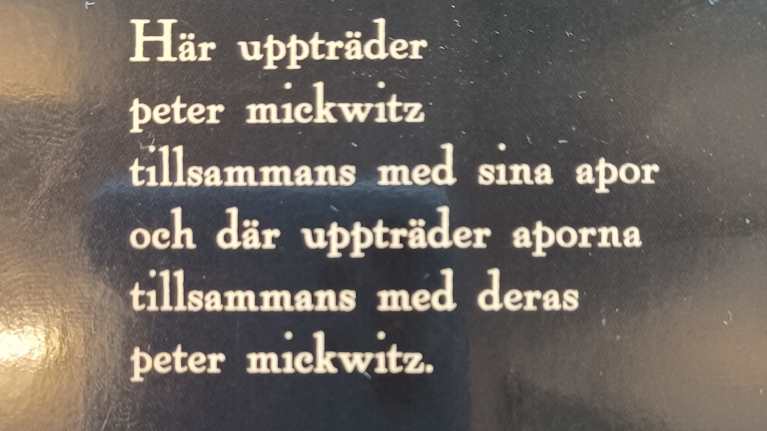 Här uppträder
peter mickwitz
tillsammans med sina apor
och där uppträder aporna
tillsammans med deras
peter mickwitz.